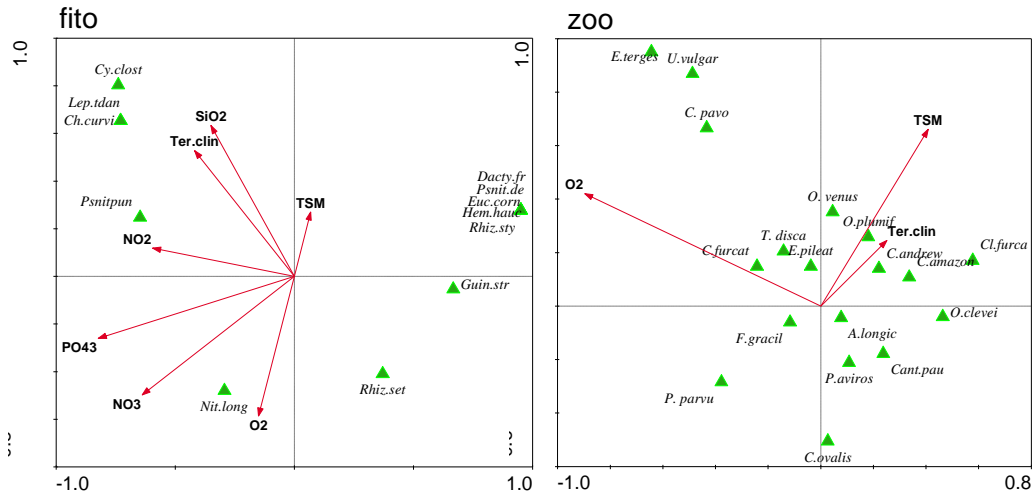 fito
1.0
1.0
Cy.clost
Lep.tdan
Ch.curvi
SiO2
Ter.clin
Psnitpun
NO2
TSM
Dacty.fr
Psnit.de
Euc.corn
Hem.hauc
Rhiz.sty
Guin.str
PO43
NO3
Nit.long
O2
Rhiz.set
-1.0
1.0
zoo
E.terges
U.vulgar
C. pavo
TSM
O2
O. venus
O.plumif
Ter.clin
T. disca
C.furcat
E.pileat
C.andrew
C.amazon
Cl.furca
F.gracil
A.longic
O.clevei
P. parvu
P.aviros
Cant.pau
C.ovalis
-1.0
0.8